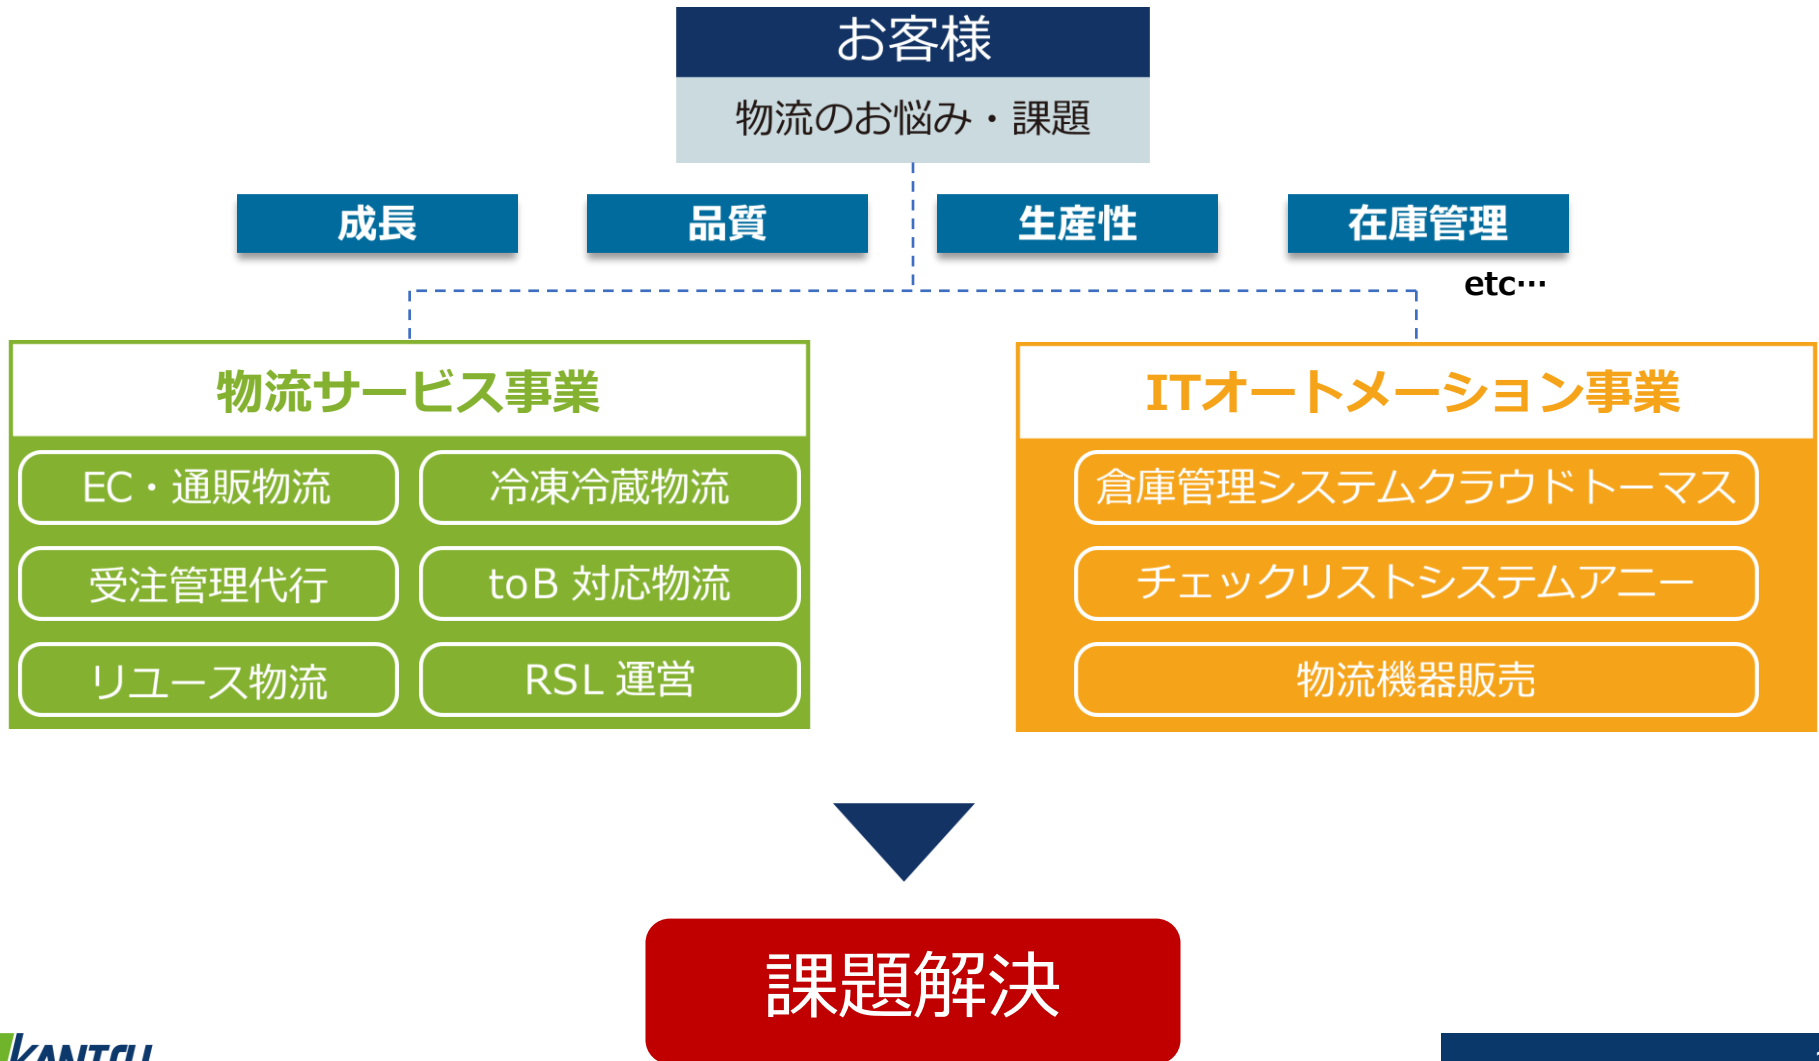 お客様
物流のお悩み・課題
成長
品質
生産性
在庫管理
etc…
物流サービス事業
EC・通販物流
冷凍冷蔵物流
受注管理代行
toB 対応物流
リユース物流
RSL 運営
ITオートメーション事業
倉庫管理システムクラウドトーマス
チェックリストシステムアニー
物流機器販売
課題解決
KANTSU